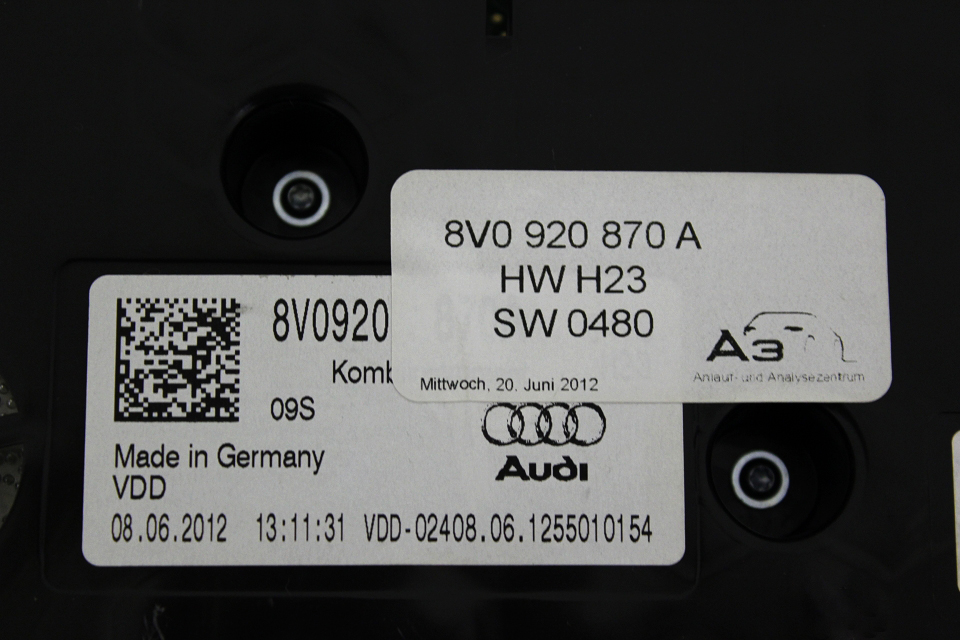 8V0 920 870 A
HW H23
SW 0480
Mittwoch, 20. Juni 2012
A3
Anlauf- und Analysezentrum
8V0920
09S
Made in Germany
VDD
Audi
08.06.2012 13:11:31 VDD-02408.06.1255010154